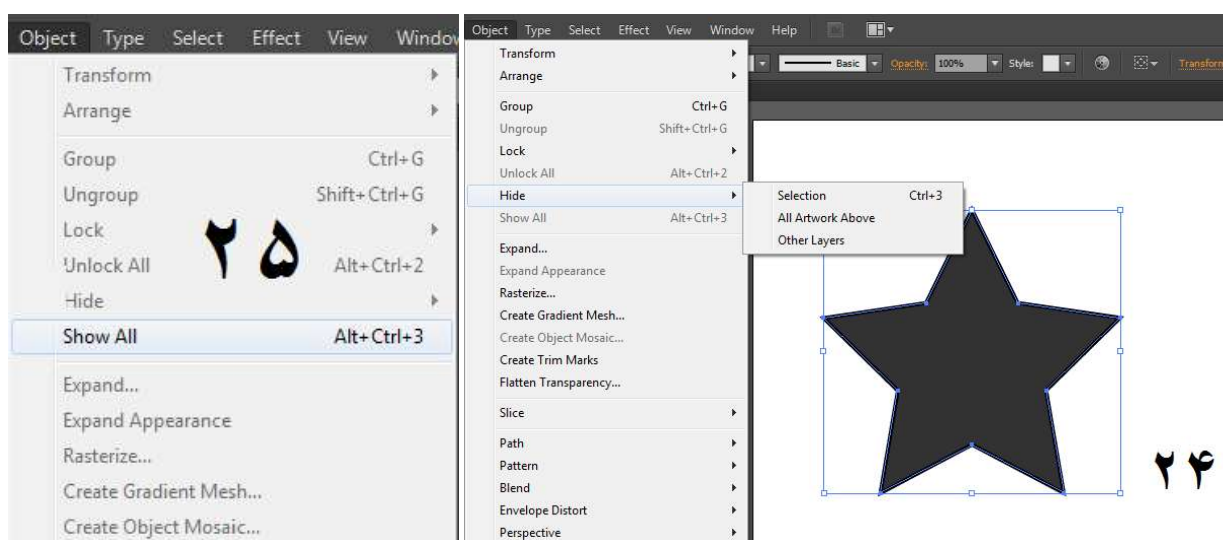 Object Type Select Effect View Window
Transform
Arrange
Group Ctrl+G
Ungroup Shift+Ctrl+G
Lock
Unlock All Alt+Ctrl+2
Hide
Show All Alt+Ctrl+3
Expand...
Expand Appearance
Rasterize...
Create Gradient Mesh...
Create Object Mosaic...
۲۵
Object Type Select Effect View Window Help
Basic Opacity: 100% Style: Transform
Transform
Arrange
Group Ctrl+G
Ungroup Shift+Ctrl+G
Lock
Unlock All Alt+Ctrl+2
Hide
Show All Alt+Ctrl+3
Expand...
Expand Appearance
Rasterize...
Create Gradient Mesh...
Create Object Mosaic...
Create Trim Marks
Flatten Transparency...
Slice
Path
Pattern
Blend
Envelope Distort
Perspective
Selection Ctrl+3
All Artwork Above
Other Layers
۲۴